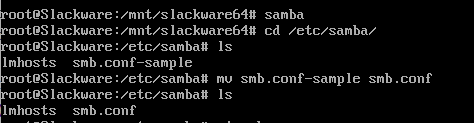 root@Slackware:/mnt/slackware64# samba
root@Slackware:/mnt/slackware64# cd /etc/samba/
root@Slackware:/etc/samba# ls
lmhosts  smb.conf-sample
root@Slackware:/etc/samba# mv smb.conf-sample smb.conf
root@Slackware:/etc/samba# ls
lmhosts  smb.conf